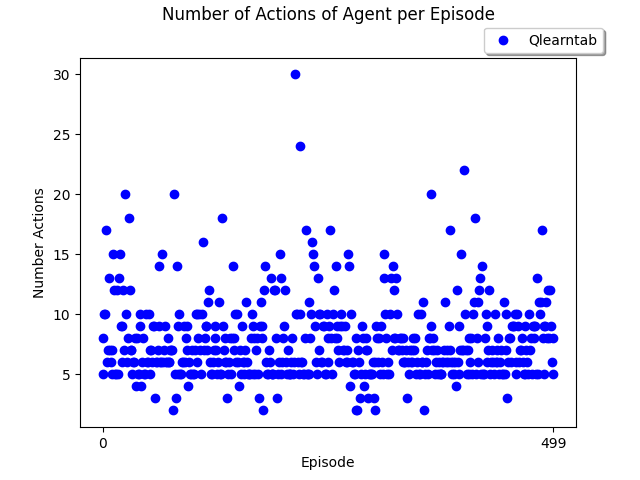 Number of Actions of Agent per Episode
Qlearntab
30
25
20
15
10
5
Number Actions
0
499
Episode